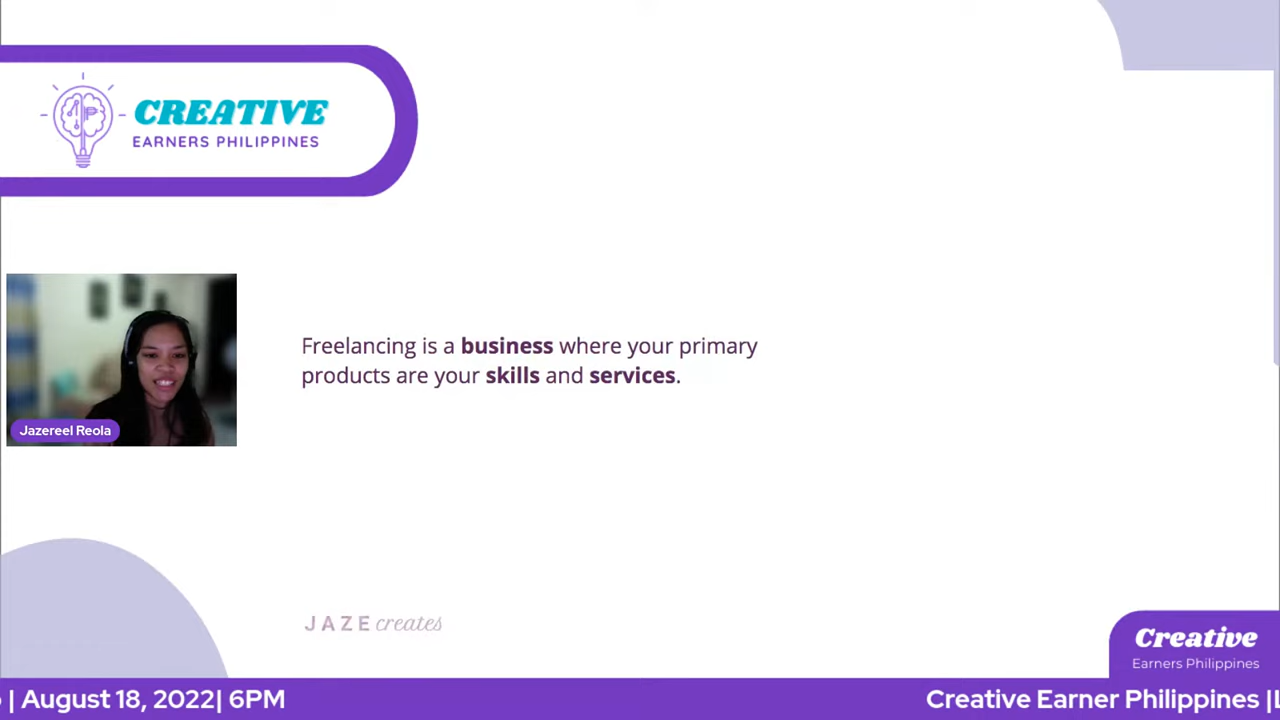 CREATIVE
EARNERS PHILIPPINES
Freelancing is a business where your primary
products are your skills and services.
Jazereel Reola
JAZE creates
Creative
Earners Philippines
| August 18, 2022| 6PM
Creative Earner Philippines |